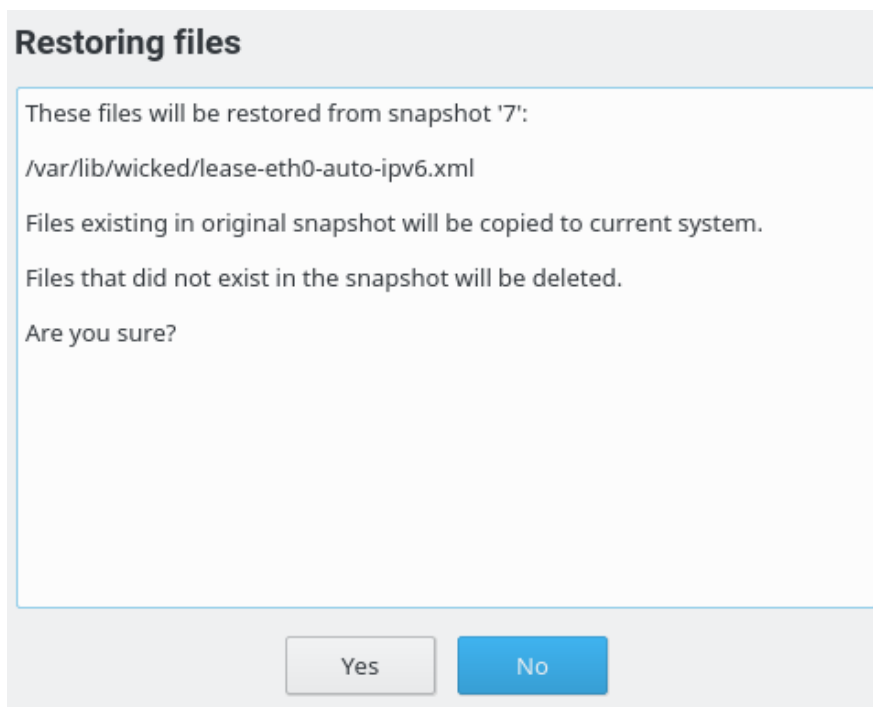 Restoring files
These files will be restored from snapshot '7':
/var/lib/wicked/lease-eth0-auto-ipv6.xml
Files existing in original snapshot will be copied to current system.
Files that did not exist in the snapshot will be deleted.
Are you sure?
Yes
No